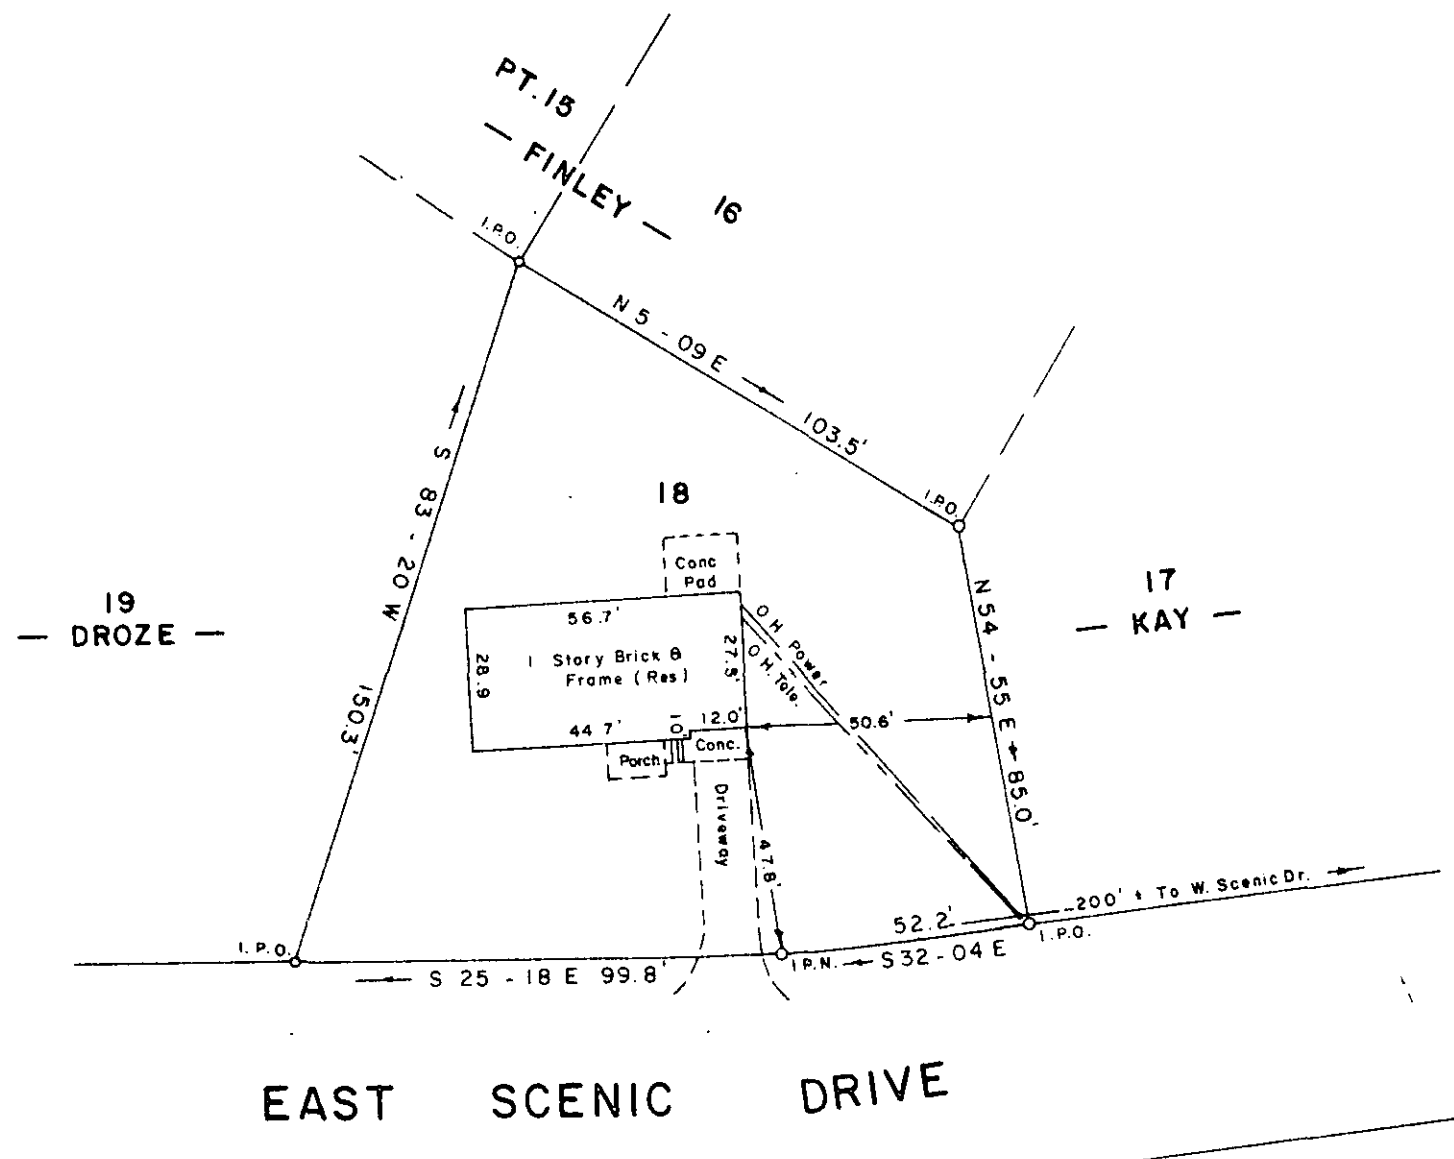 PT. 15
— FINLEY —
16
I.P.O.
N 5 - 09 E
103.5'
I.P.O.
S 83 - 20 W
150.3'
18
19
— DROZE —
17
— KAY —
Conc
Pad
56.7'
28.9
1 Story Brick &
Frame (Res)
27.5'
44.7'
12.0'
Porch
Conc.
O H Power
O H. Tele.
50.6'
N 54 - 55 E
85.0'
Driveway
47.8'
52.2'
200' ± To W. Scenic Dr.
I.P.O.
I.P.O.
I.P.N.
S 32 - 04 E
S 25 - 18 E 99.8'
EAST SCENIC DRIVE